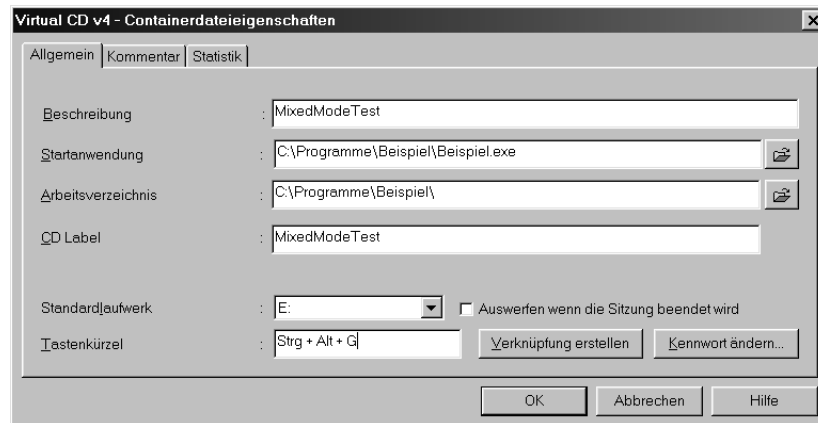 Virtual CD v4 - Containerdateieigenschaften
Allgemein Kommentar Statistik
Beschreibung : MixedModeTest
Startanwendung : C:\Programme\Beispiel\Beispiel.exe
Arbeitsverzeichnis : C:\Programme\Beispiel\
CD Label : MixedModeTest
Standardlaufwerk : E: Auswerfen wenn die Sitzung beendet wird
Tastenkürzel : Strg + Alt + G Verknüpfung erstellen Kennwort ändern...
OK Abbrechen Hilfe